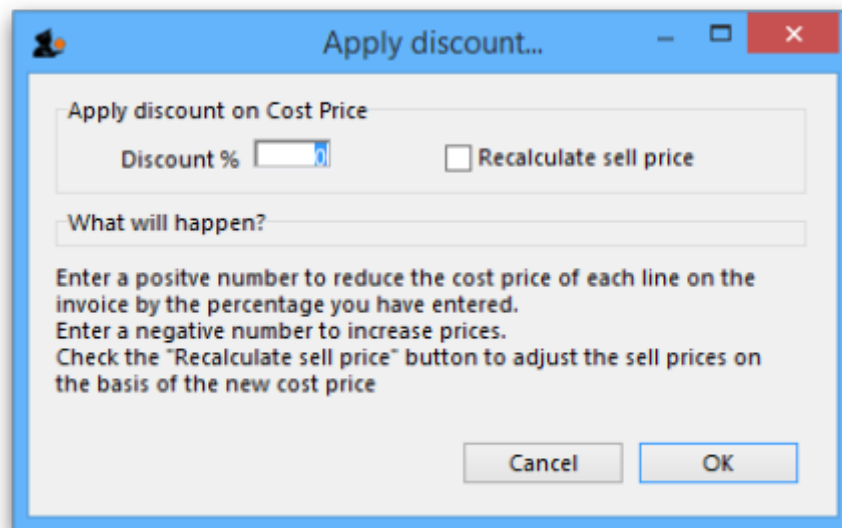 Apply discount...
Apply discount on Cost Price
Discount % 0 Recalculate sell price
What will happen?
Enter a positve number to reduce the cost price of each line on the
invoice by the percentage you have entered.
Enter a negative number to increase prices.
Check the "Recalculate sell price" button to adjust the sell prices on
the basis of the new cost price
Cancel OK